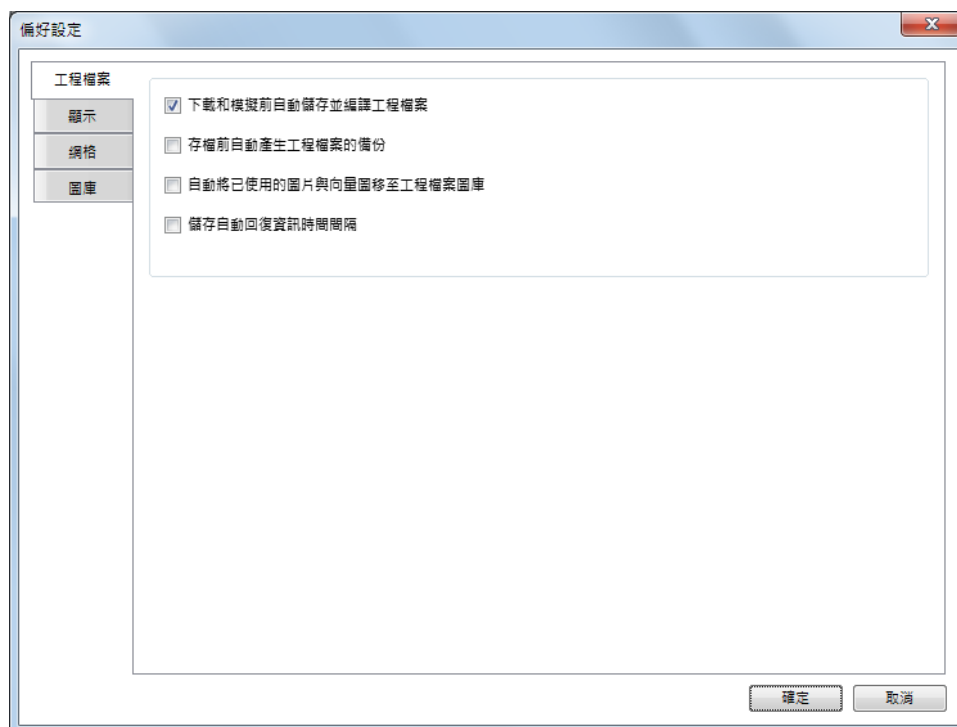 偏好設定
工程檔案
顯示
網格
圖庫
下載和模擬前自動儲存並編譯工程檔案
存檔前自動產生工程檔案的備份
自動將已使用的圖片與向量圖移至工程檔案圖庫
儲存自動回復資訊時間間隔
確定
取消